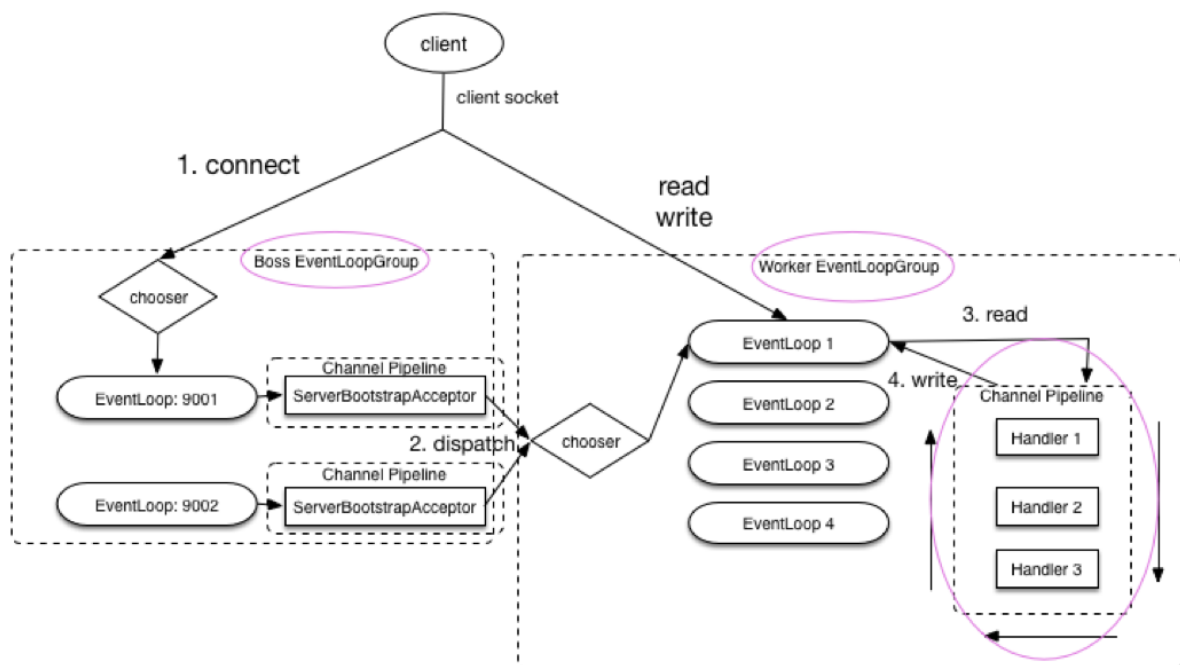 client
client socket
1. connect
read
write
Boss EventLoopGroup
Worker EventLoopGroup
chooser
3. read
EventLoop 1
Channel Pipeline
4. write
EventLoop: 9001
ServerBootstrapAcceptor
Channel Pipeline
EventLoop 2
2. dispatch
chooser
Handler 1
Channel Pipeline
EventLoop 3
EventLoop: 9002
ServerBootstrapAcceptor
Handler 2
EventLoop 4
Handler 3